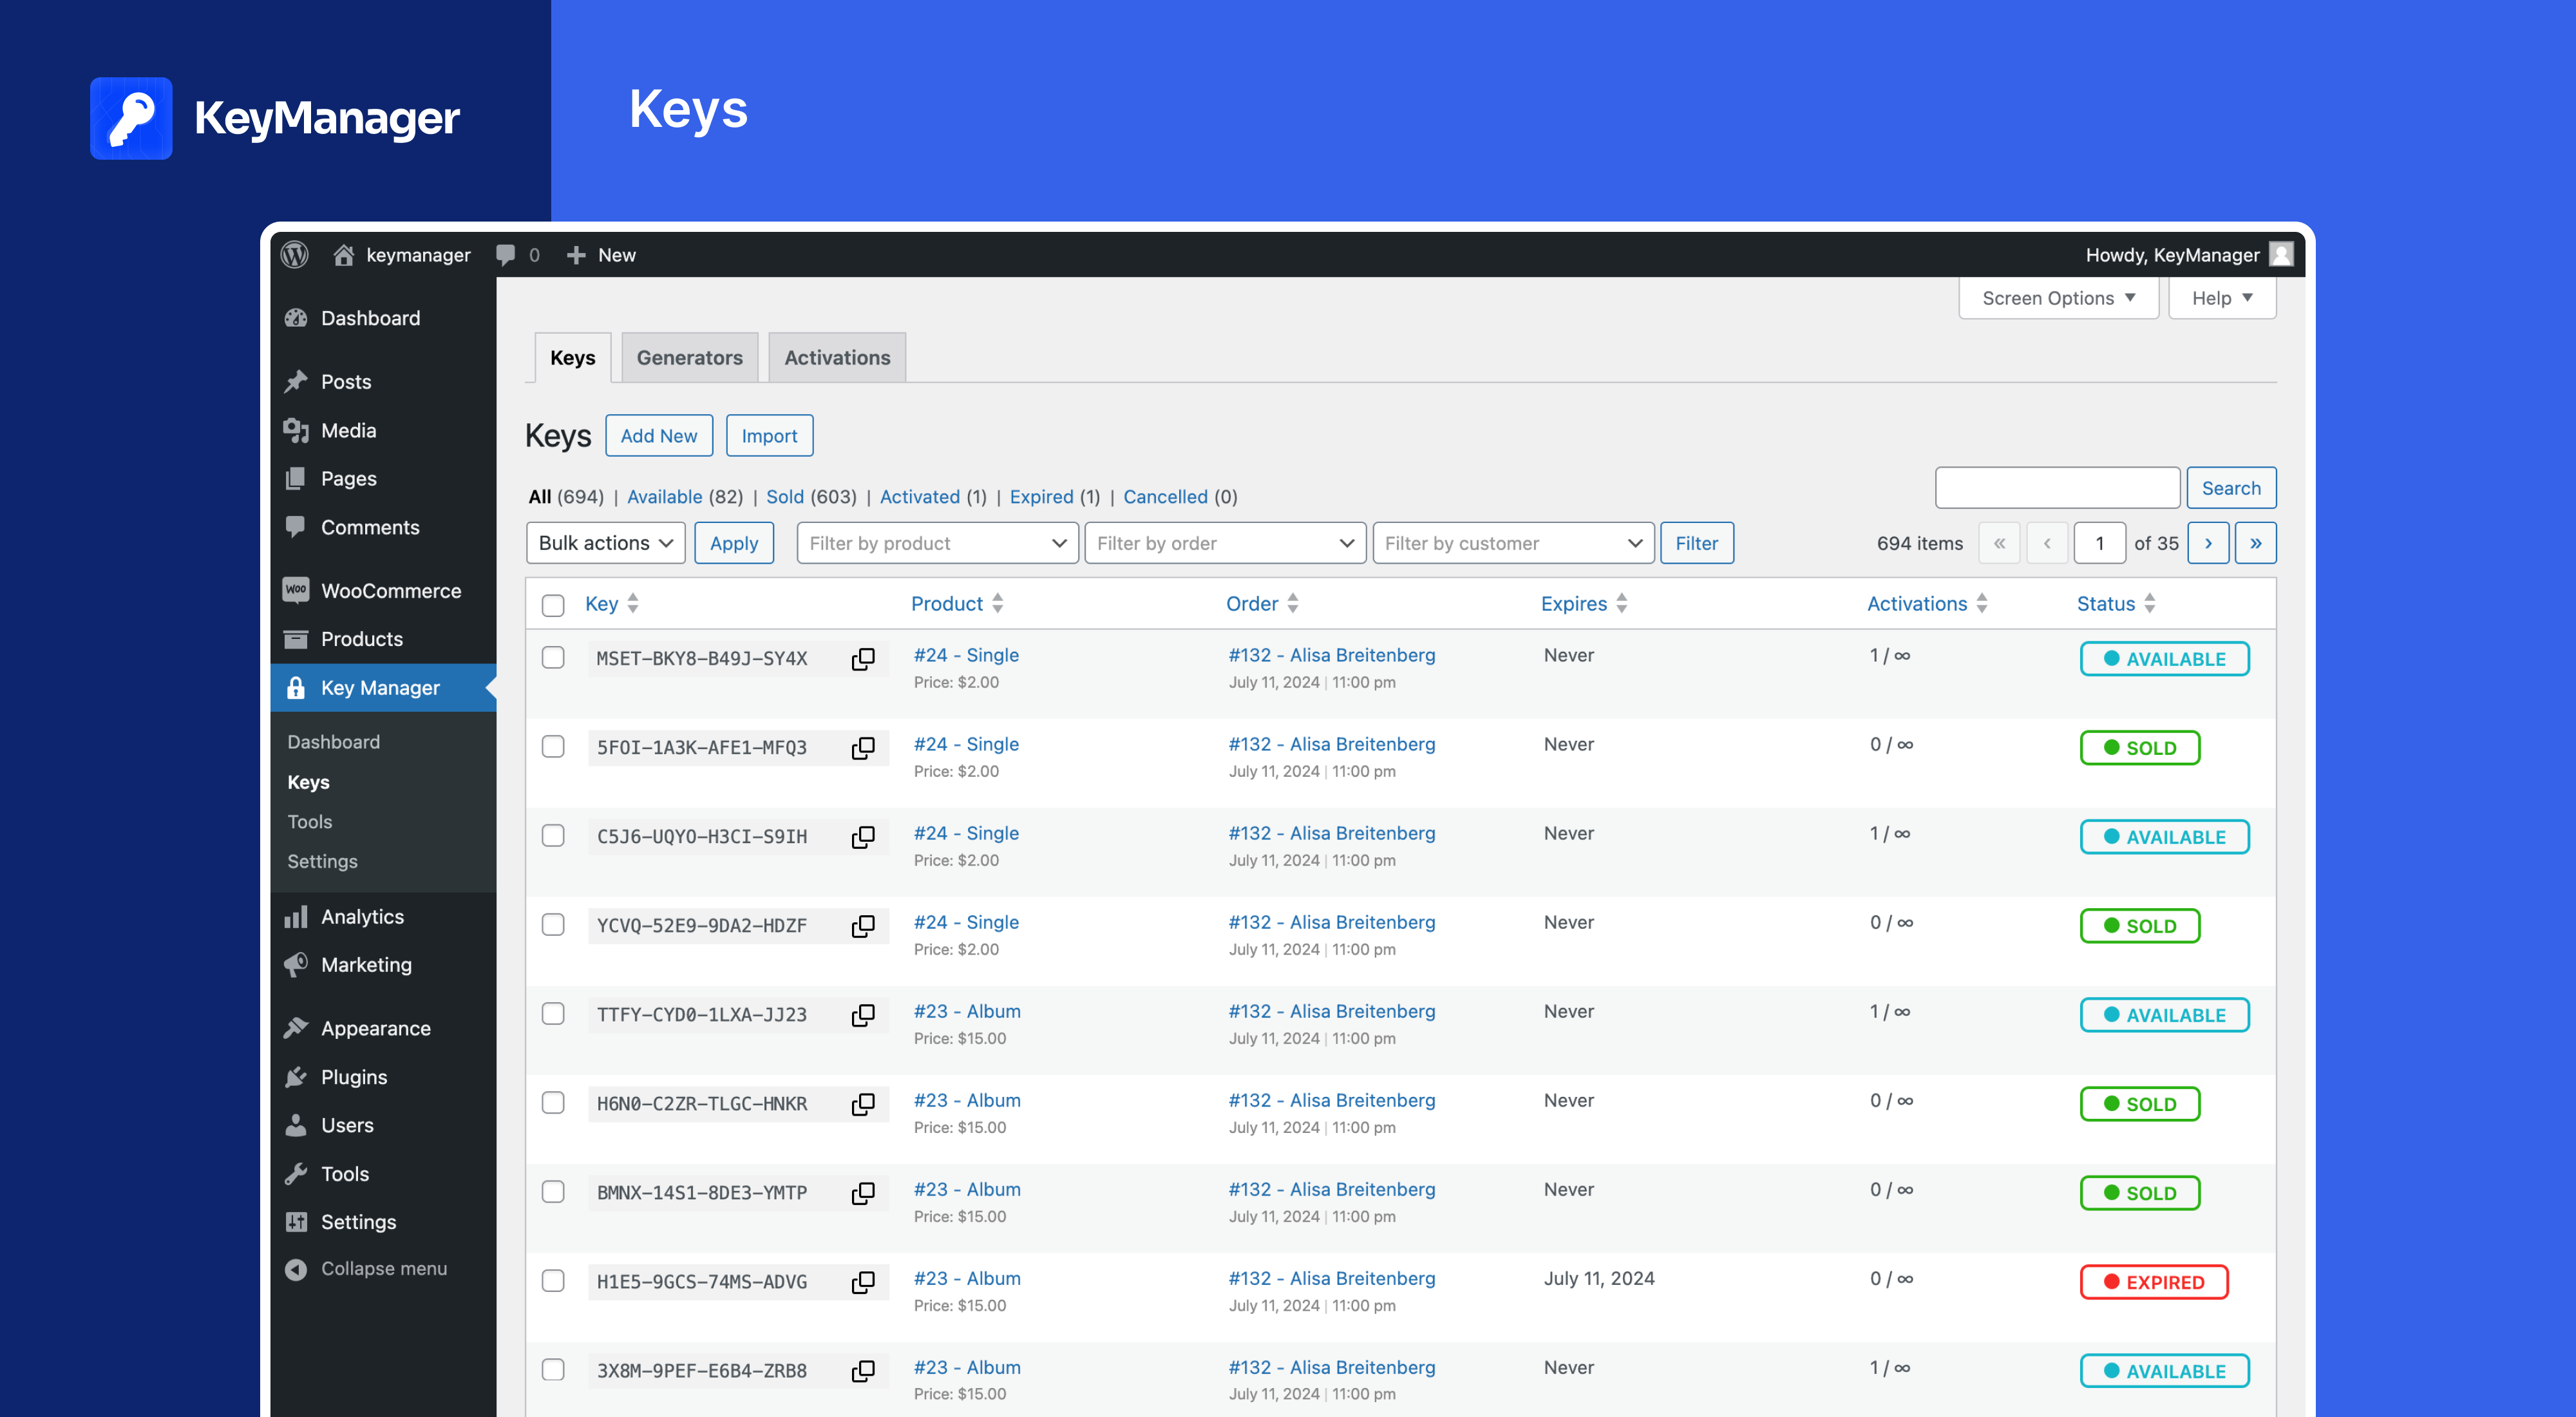 KeyManager
Keys
keymanager 0 New Howdy, KeyManager
Screen Options Help
Dashboard
Posts
Media
Pages
Comments
WooCommerce
Products
Key Manager
Dashboard
Keys
Tools
Settings
Analytics
Marketing
Appearance
Plugins
Users
Tools
Settings
Collapse menu
Keys Generators Activations
Keys Add New Import
All (694) | Available (82) | Sold (603) | Activated (1) | Expired (1) | Cancelled (0)
Search
Bulk actions Apply Filter by product Filter by order Filter by customer Filter 694 items « ‹ 1 of 35 › »
Key Product Order Expires Activations Status
MSET-BKY8-B49J-SY4X #24 - Single #132 - Alisa Breitenberg Never 1 / ∞ AVAILABLE
Price: $2.00 July 11, 2024 | 11:00 pm
5FOI-1A3K-AFE1-MFQ3 #24 - Single #132 - Alisa Breitenberg Never 0 / ∞ SOLD
Price: $2.00 July 11, 2024 | 11:00 pm
C5J6-UQYO-H3CI-S9IH #24 - Single #132 - Alisa Breitenberg Never 1 / ∞ AVAILABLE
Price: $2.00 July 11, 2024 | 11:00 pm
YCVQ-52E9-9DA2-HDZF #24 - Single #132 - Alisa Breitenberg Never 0 / ∞ SOLD
Price: $2.00 July 11, 2024 | 11:00 pm
TTFY-CYD0-1LXA-JJ23 #23 - Album #132 - Alisa Breitenberg Never 1 / ∞ AVAILABLE
Price: $15.00 July 11, 2024 | 11:00 pm
H6N0-C2ZR-TLGC-HNKR #23 - Album #132 - Alisa Breitenberg Never 0 / ∞ SOLD
Price: $15.00 July 11, 2024 | 11:00 pm
BMNX-14S1-8DE3-YMTP #23 - Album #132 - Alisa Breitenberg Never 0 / ∞ SOLD
Price: $15.00 July 11, 2024 | 11:00 pm
H1E5-9GCS-74MS-ADVG #23 - Album #132 - Alisa Breitenberg July 11, 2024 0 / ∞ EXPIRED
Price: $15.00 July 11, 2024 | 11:00 pm
3X8M-9PEF-E6B4-ZRB8 #23 - Album #132 - Alisa Breitenberg Never 1 / ∞ AVAILABLE
Price: $15.00 July 11, 2024 | 11:00 pm